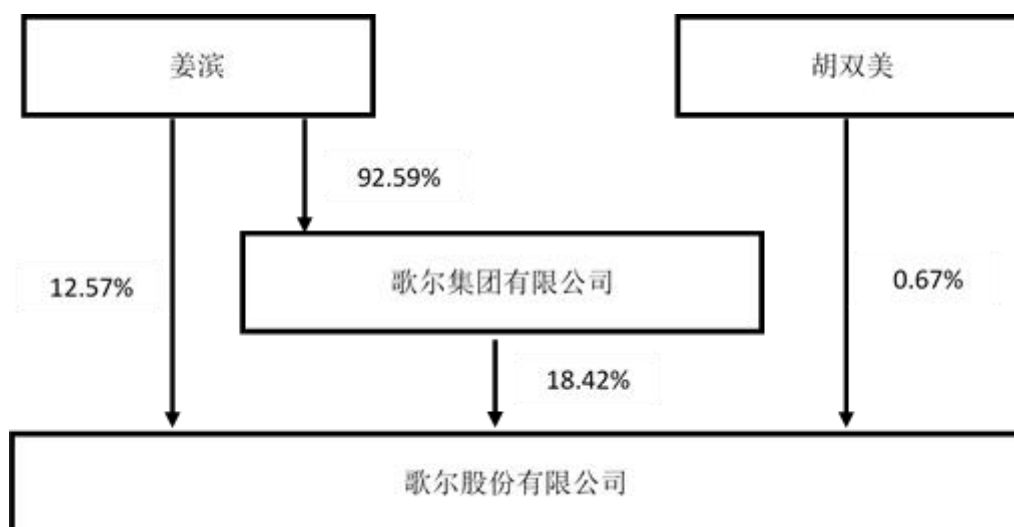 姜滨
胡双美
92.59%
12.57%
歌尔集团有限公司
0.67%
18.42%
歌尔股份有限公司